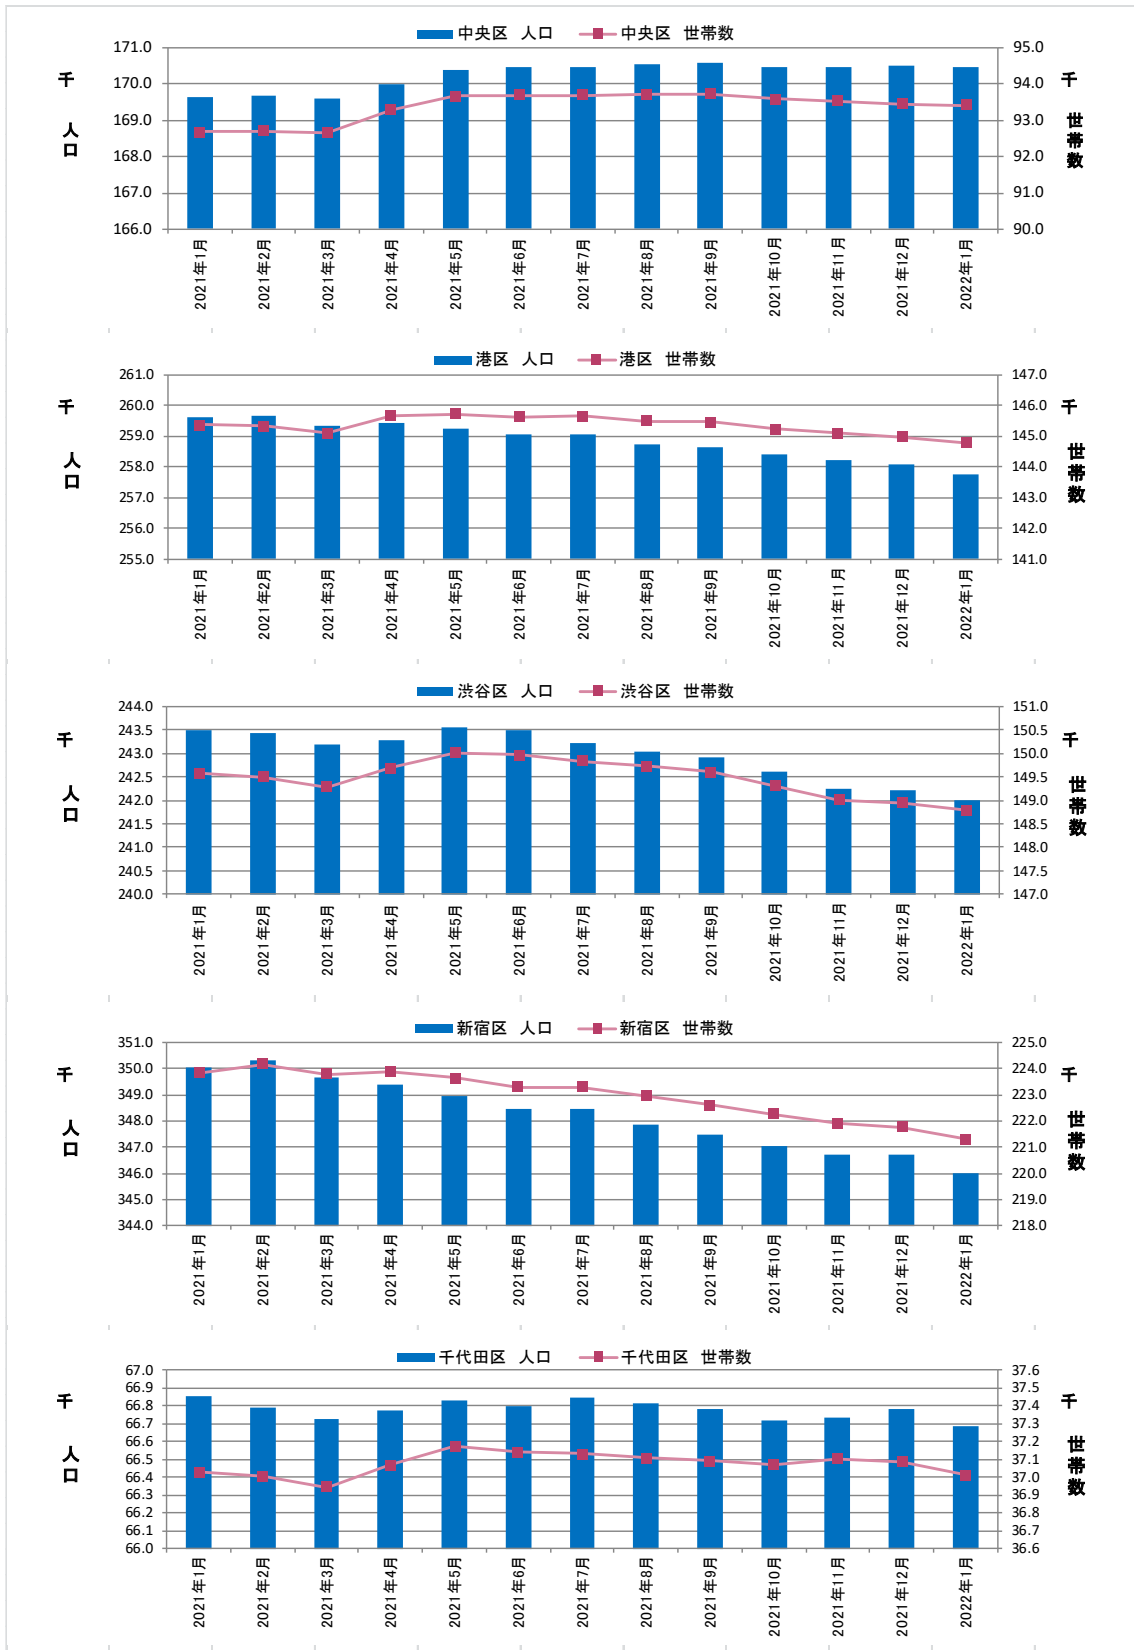 中央区 人口 中央区 世帯数
千 人口
171.0
170.0
169.0
168.0
167.0
166.0
95.0
94.0
93.0
92.0
91.0
90.0
千 世帯数
2021年1月
2021年2月
2021年3月
2021年4月
2021年5月
2021年6月
2021年7月
2021年8月
2021年9月
2021年10月
2021年11月
2021年12月
2022年1月
港区 人口 港区 世帯数
千 人口
261.0
260.0
259.0
258.0
257.0
256.0
255.0
147.0
146.0
145.0
144.0
143.0
142.0
141.0
千 世帯数
2021年1月
2021年2月
2021年3月
2021年4月
2021年5月
2021年6月
2021年7月
2021年8月
2021年9月
2021年10月
2021年11月
2021年12月
2022年1月
渋谷区 人口 渋谷区 世帯数
千 人口
244.0
243.5
243.0
242.5
242.0
241.5
241.0
240.5
240.0
151.0
150.5
150.0
149.5
149.0
148.5
148.0
147.5
147.0
千 世帯数
2021年1月
2021年2月
2021年3月
2021年4月
2021年5月
2021年6月
2021年7月
2021年8月
2021年9月
2021年10月
2021年11月
2021年12月
2022年1月
新宿区 人口 新宿区 世帯数
千 人口
351.0
350.0
349.0
348.0
347.0
346.0
345.0
344.0
225.0
224.0
223.0
222.0
221.0
220.0
219.0
218.0
千 世帯数
2021年1月
2021年2月
2021年3月
2021年4月
2021年5月
2021年6月
2021年7月
2021年8月
2021年9月
2021年10月
2021年11月
2021年12月
2022年1月
千代田区 人口 千代田区 世帯数
千 人口
67.0
66.9
66.8
66.7
66.6
66.5
66.4
66.3
66.2
66.1
66.0
37.6
37.5
37.4
37.3
37.2
37.1
37.0
36.9
36.8
36.7
36.6
千 世帯数
2021年1月
2021年2月
2021年3月
2021年4月
2021年5月
2021年6月
2021年7月
2021年8月
2021年9月
2021年10月
2021年11月
2021年12月
2022年1月